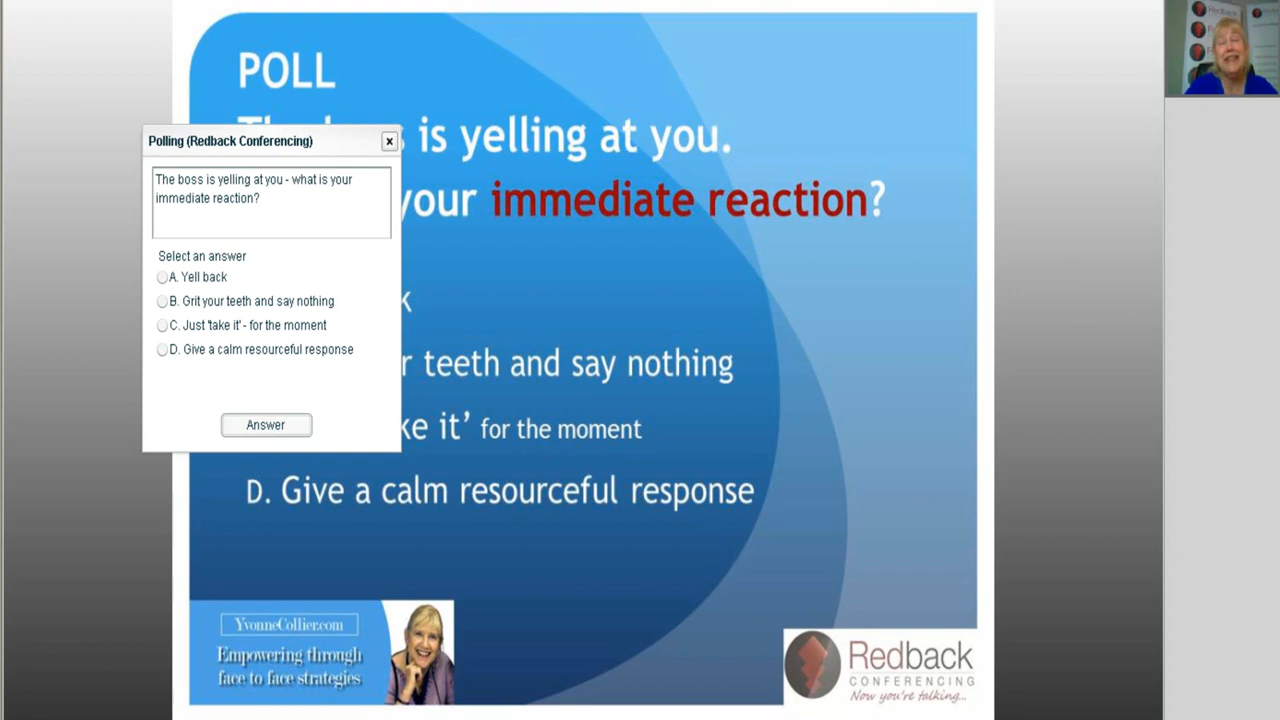 POLL
is yelling at you.
your immediate reaction?
teeth and say nothing
it’ for the moment
D. Give a calm resourceful response
Polling (Redback Conferencing)
The boss is yelling at you - what is your
immediate reaction?
Select an answer
A. Yell back
B. Grit your teeth and say nothing
C. Just 'take it' - for the moment
D. Give a calm resourceful response
Answer
YvonneCollier.com
Empowering through
face to face strategies
Redback
CONFERENCING
Now you're talking...
Redback